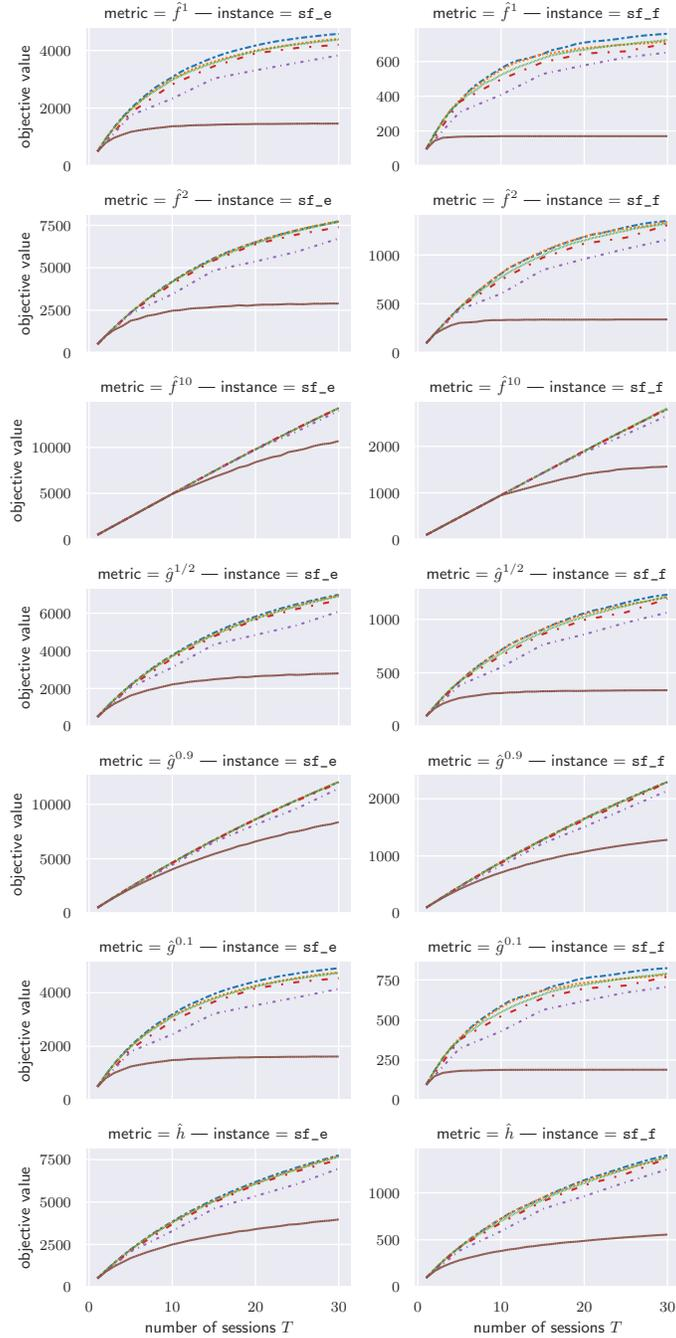 metric = f̂¹ — instance = sf_e
metric = f̂¹ — instance = sf_f
objective value
4000
2000
0
600
400
200
0
metric = f̂² — instance = sf_e
metric = f̂² — instance = sf_f
objective value
7500
5000
2500
0
1000
500
0
metric = f̂¹⁰ — instance = sf_e
metric = f̂¹⁰ — instance = sf_f
objective value
10000
5000
0
2000
1000
0
metric = ĝ^1/2 — instance = sf_e
metric = ĝ^1/2 — instance = sf_f
objective value
6000
4000
2000
0
1000
500
0
metric = ĝ^0.9 — instance = sf_e
metric = ĝ^0.9 — instance = sf_f
objective value
10000
5000
0
2000
1000
0
metric = ĝ^0.1 — instance = sf_e
metric = ĝ^0.1 — instance = sf_f
objective value
4000
2000
0
750
500
250
0
metric = ĥ — instance = sf_e
metric = ĥ — instance = sf_f
objective value
7500
5000
2500
0
1000
500
0
0 10 20 30
0 10 20 30
number of sessions T
number of sessions T